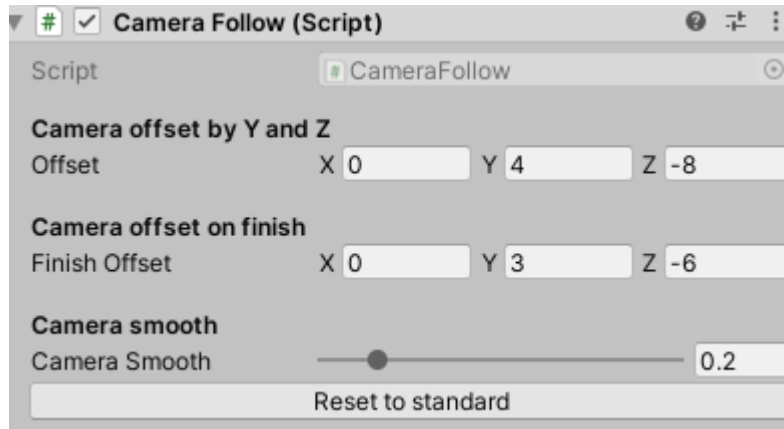 # Camera Follow (Script)
Script # CameraFollow
Camera offset by Y and Z
Offset X 0 Y 4 Z -8
Camera offset on finish
Finish Offset X 0 Y 3 Z -6
Camera smooth
Camera Smooth 0.2
Reset to standard